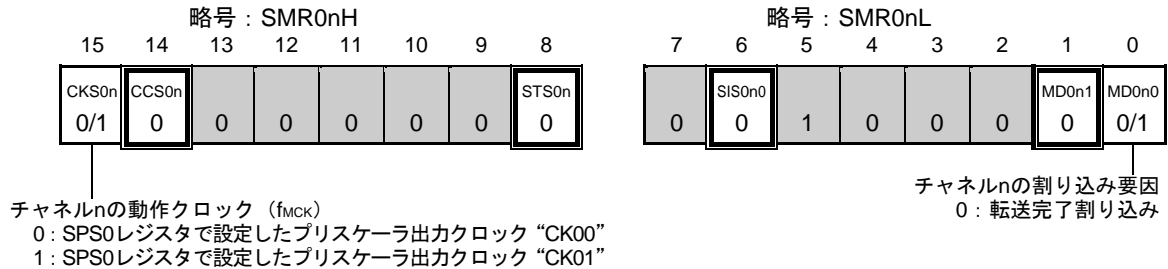 略号：SMR0nH 略号：SMR0nL
15 14 13 12 11 10 9 8 7 6 5 4 3 2 1 0
CKS0n CCS0n STS0n SIS0n0 MD0n1 MD0n0
0/1 0 0 0 0 0 0 0 0 0 1 0 0 0 0 0/1
チャネルnの割り込み要因
0：転送完了割り込み
チャネルnの動作クロック（fMCK）
0：SPS0レジスタで設定したプリスケーラ出力クロック“CK00”
1：SPS0レジスタで設定したプリスケーラ出力クロック“CK01”